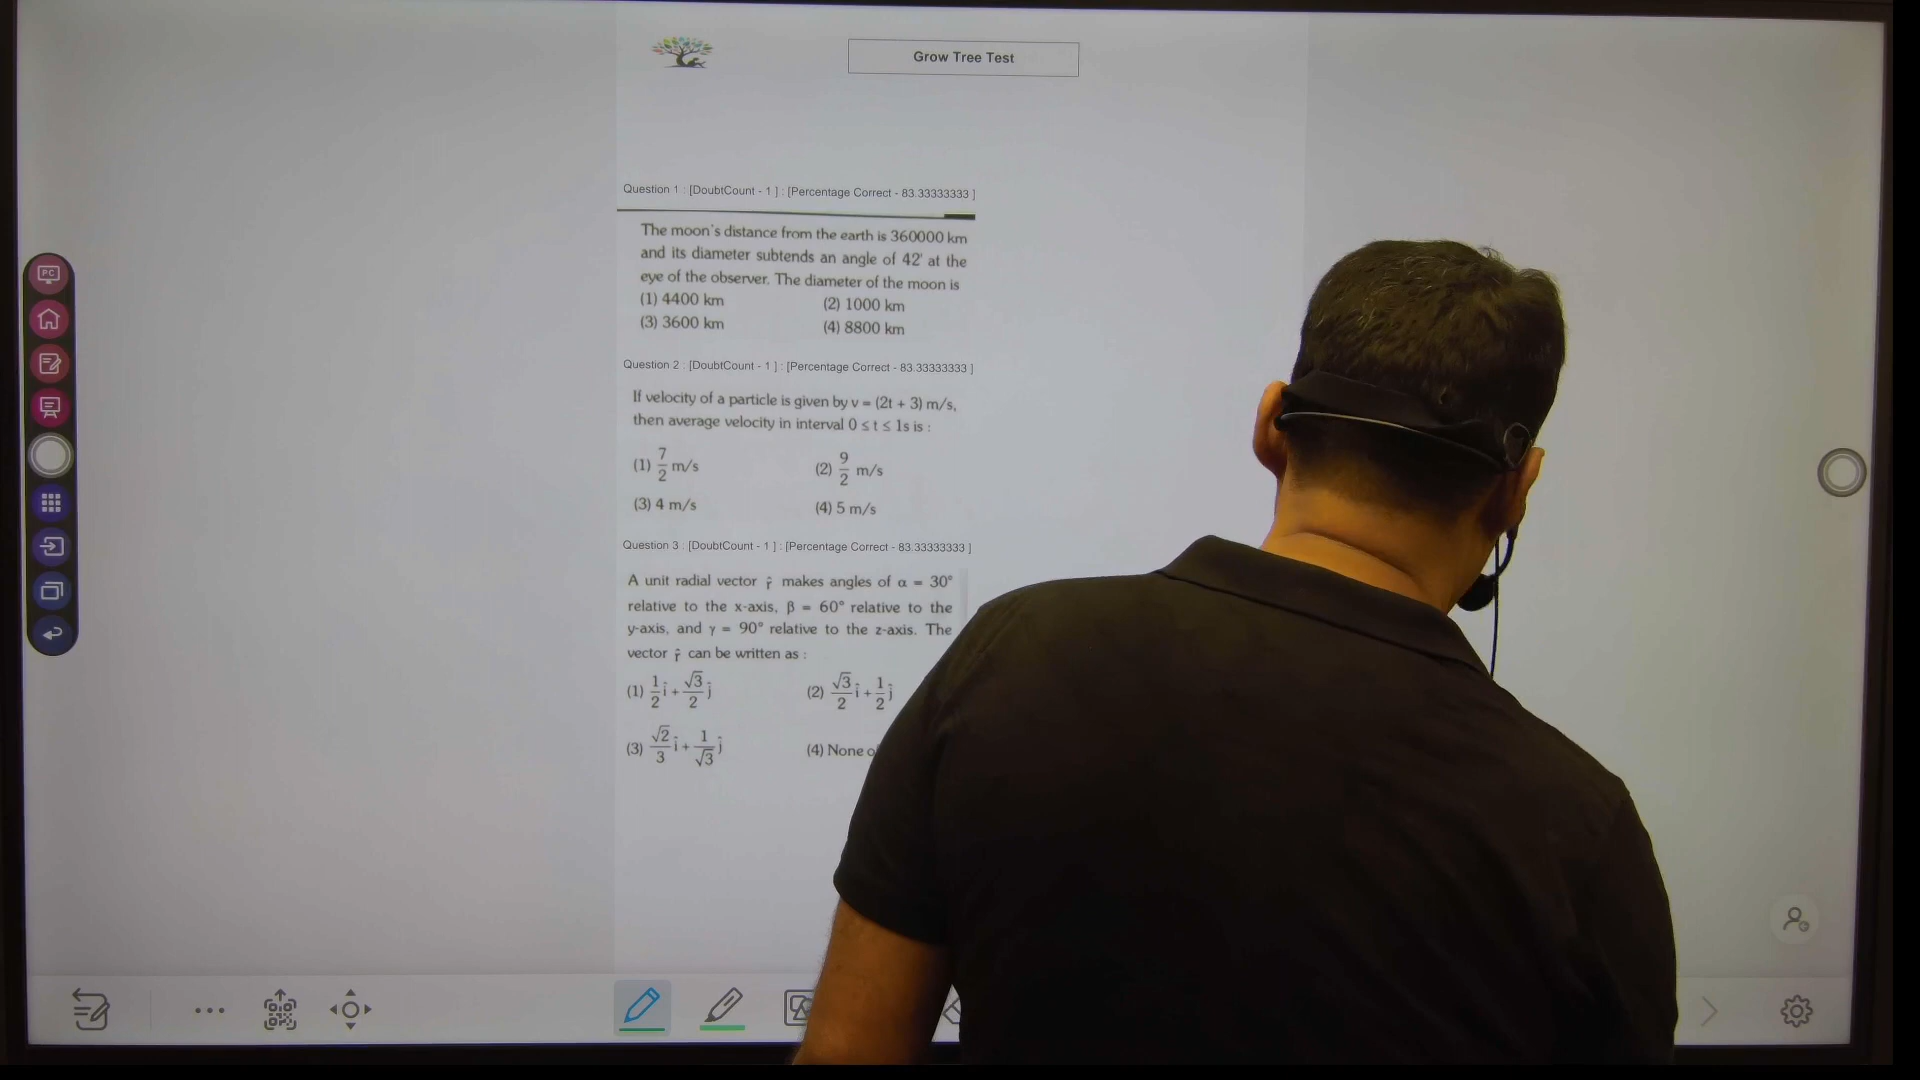 Grow Tree Test
Question 1 : [DoubtCount - 1 ] : [Percentage Correct - 83.33333333 ]
The moon's distance from the earth is 360000 km
and its diameter subtends an angle of 42' at the
eye of the observer. The diameter of the moon is
(1) 4400 km (2) 1000 km
(3) 3600 km (4) 8800 km
Question 2 : [DoubtCount - 1 ] : [Percentage Correct - 83.33333333 ]
If velocity of a particle is given by v = (2t + 3) m/s,
then average velocity in interval 0 ≤ t ≤ 1s is :
(1) 7/2 m/s (2) 9/2 m/s
(3) 4 m/s (4) 5 m/s
Question 3 : [DoubtCount - 1 ] : [Percentage Correct - 83.33333333 ]
A unit radial vector r̂ makes angles of α = 30°
relative to the x-axis, β = 60° relative to the
y-axis, and γ = 90° relative to the z-axis. The
vector r̂ can be written as :
(1) 1/2 î + √3/2 ĵ (2) √3/2 î + 1/2 ĵ
(3) √2/3 î + 1/√3 ĵ (4) None
PC